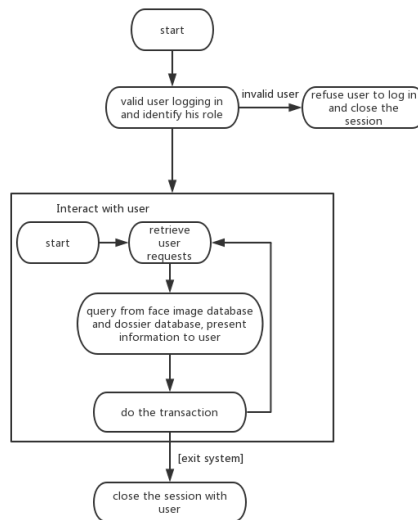 start
valid user logging in
and identify his role
invalid user
refuse user to log in
and close the
session
Interact with user
start
retrieve
user
requests
query from face image database
and dossier database, present
information to user
do the transaction
[exit system]
close the session with
user